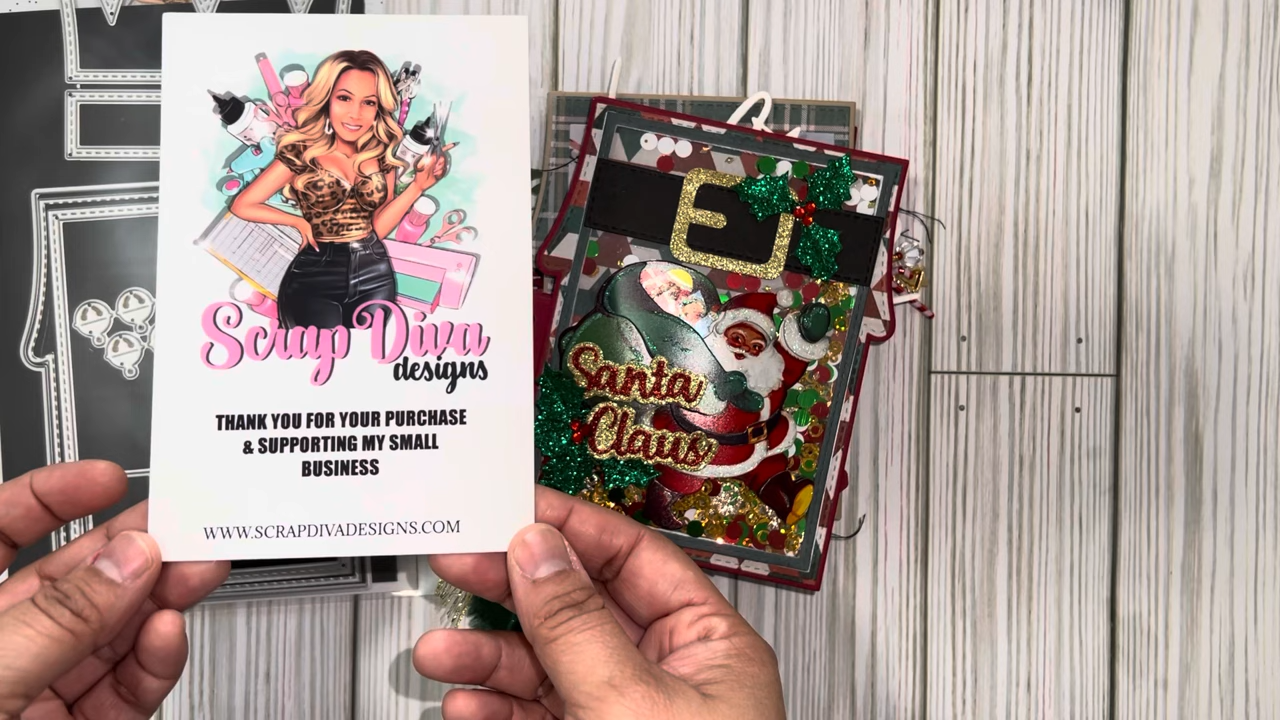 Scrap Diva
designs
THANK YOU FOR YOUR PURCHASE
& SUPPORTING MY SMALL
BUSINESS
WWW.SCRAPDIVADESIGNS.COM
Santa
Claus